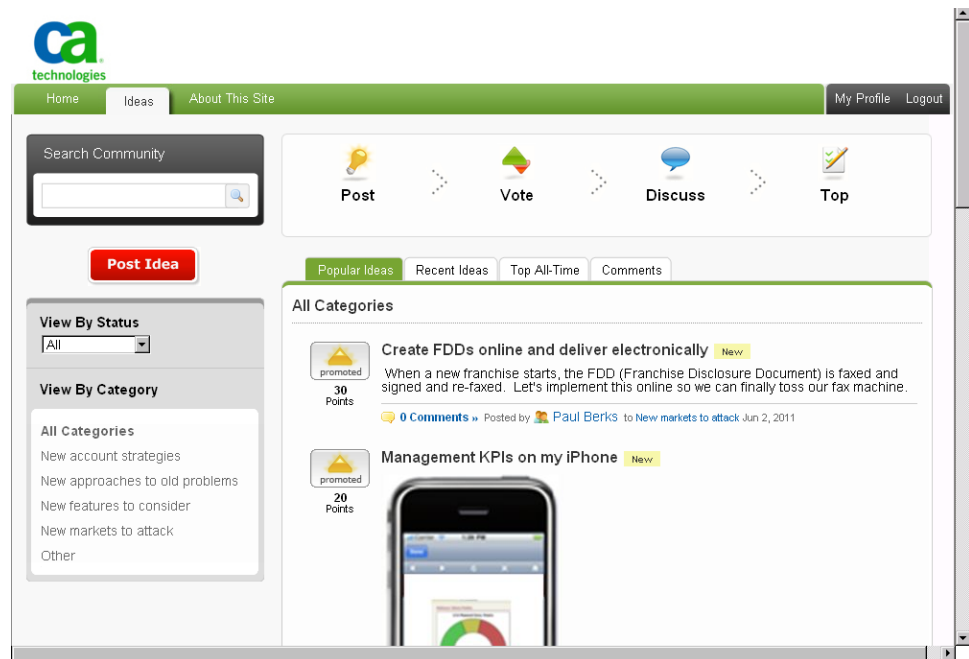 ca
technologies
Home Ideas About This Site My Profile Logout
Search Community
Post Vote Discuss Top
Post Idea
Popular Ideas Recent Ideas Top All-Time Comments
View By Status
All
View By Category
All Categories
New account strategies
New approaches to old problems
New features to consider
New markets to attack
Other
All Categories
promoted
30
Points
Create FDDs online and deliver electronically New
When a new franchise starts, the FDD (Franchise Disclosure Document) is faxed and
signed and re-faxed. Let's implement this online so we can finally toss our fax machine.
0 Comments » Posted by Paul Berks to New markets to attack Jun 2, 2011
promoted
20
Points
Management KPIs on my iPhone New